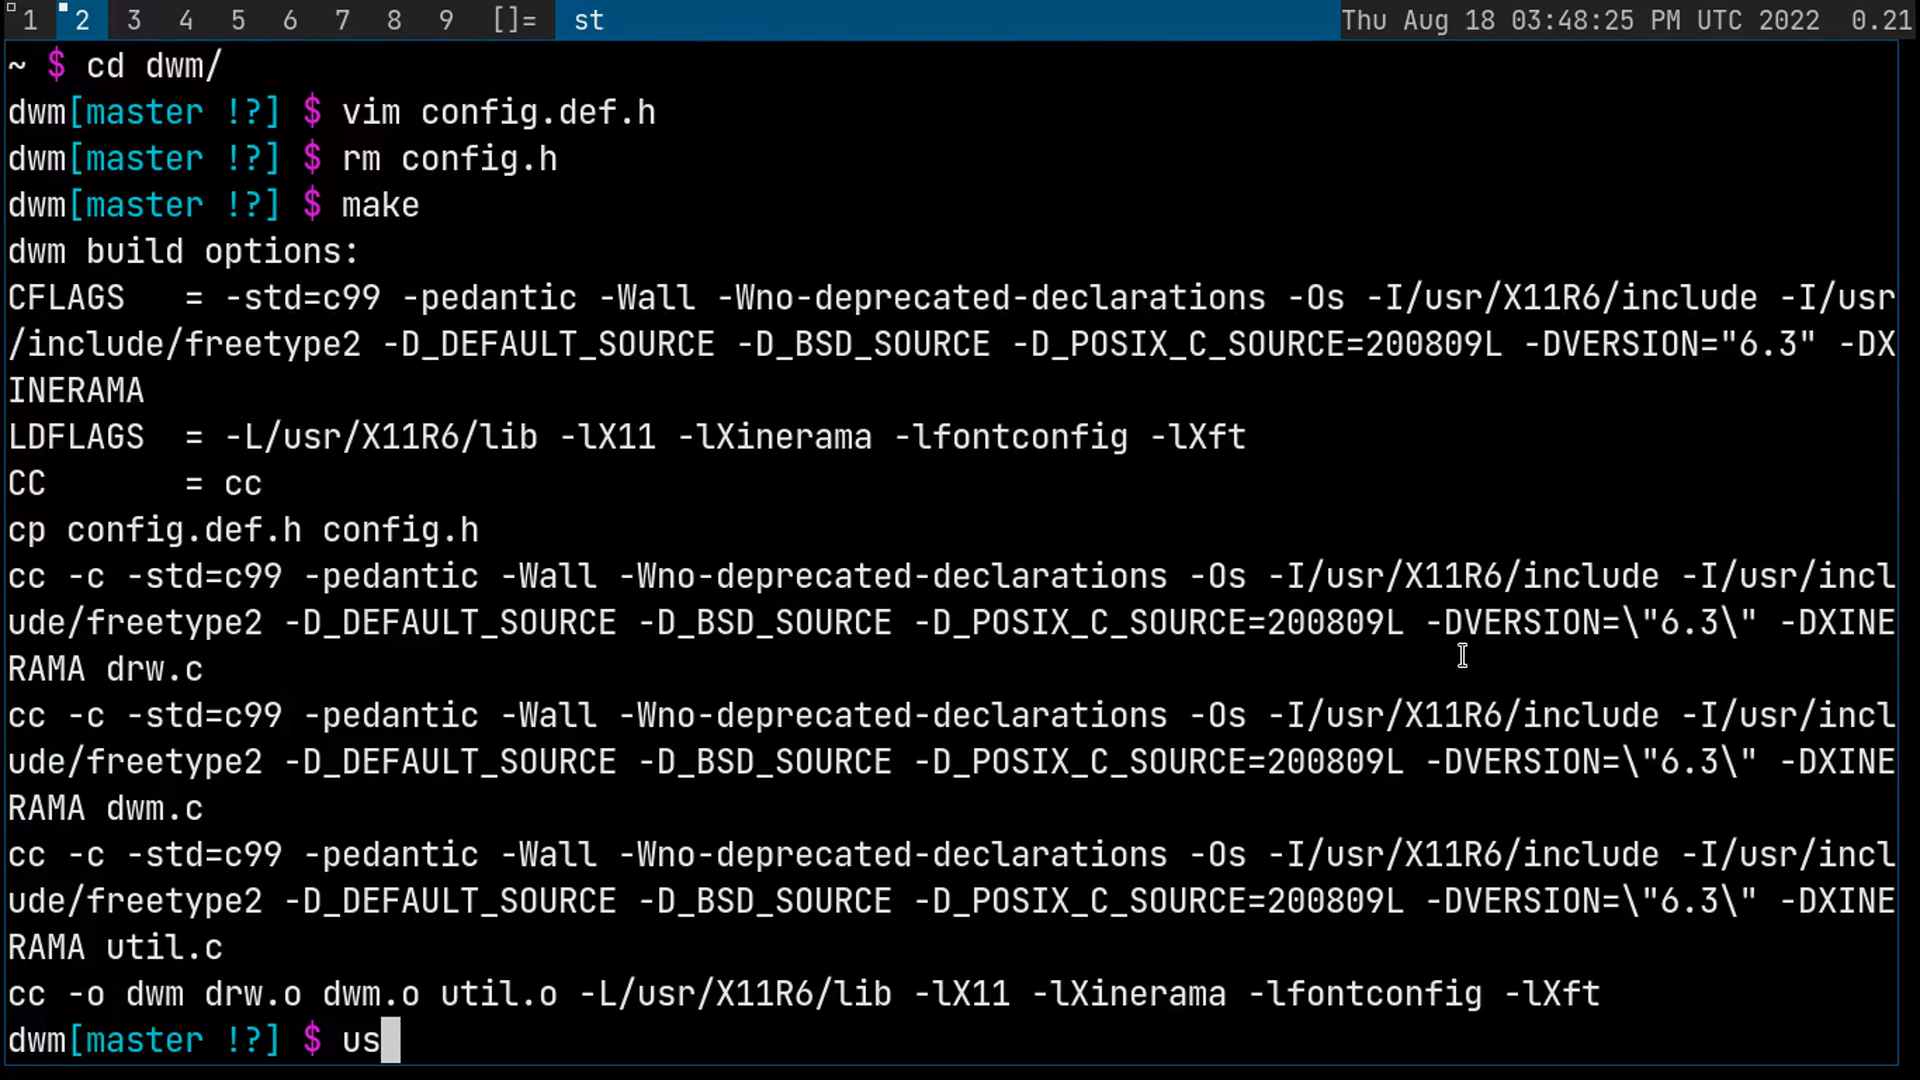 1 2 3 4 5 6 7 8 9 []= st Thu Aug 18 03:48:25 PM UTC 2022 0.21
~ $ cd dwm/
dwm[master !?] $ vim config.def.h
dwm[master !?] $ rm config.h
dwm[master !?] $ make
dwm build options:
CFLAGS   = -std=c99 -pedantic -Wall -Wno-deprecated-declarations -Os -I/usr/X11R6/include -I/usr
/include/freetype2 -D_DEFAULT_SOURCE -D_BSD_SOURCE -D_POSIX_C_SOURCE=200809L -DVERSION="6.3" -DX
INERAMA
LDFLAGS  = -L/usr/X11R6/lib -lX11 -lXinerama -lfontconfig -lXft
CC       = cc
cp config.def.h config.h
cc -c -std=c99 -pedantic -Wall -Wno-deprecated-declarations -Os -I/usr/X11R6/include -I/usr/incl
ude/freetype2 -D_DEFAULT_SOURCE -D_BSD_SOURCE -D_POSIX_C_SOURCE=200809L -DVERSION=\"6.3\" -DXINE
RAMA drw.c
cc -c -std=c99 -pedantic -Wall -Wno-deprecated-declarations -Os -I/usr/X11R6/include -I/usr/incl
ude/freetype2 -D_DEFAULT_SOURCE -D_BSD_SOURCE -D_POSIX_C_SOURCE=200809L -DVERSION=\"6.3\" -DXINE
RAMA dwm.c
cc -c -std=c99 -pedantic -Wall -Wno-deprecated-declarations -Os -I/usr/X11R6/include -I/usr/incl
ude/freetype2 -D_DEFAULT_SOURCE -D_BSD_SOURCE -D_POSIX_C_SOURCE=200809L -DVERSION=\"6.3\" -DXINE
RAMA util.c
cc -o dwm drw.o dwm.o util.o -L/usr/X11R6/lib -lX11 -lXinerama -lfontconfig -lXft
dwm[master !?] $ us